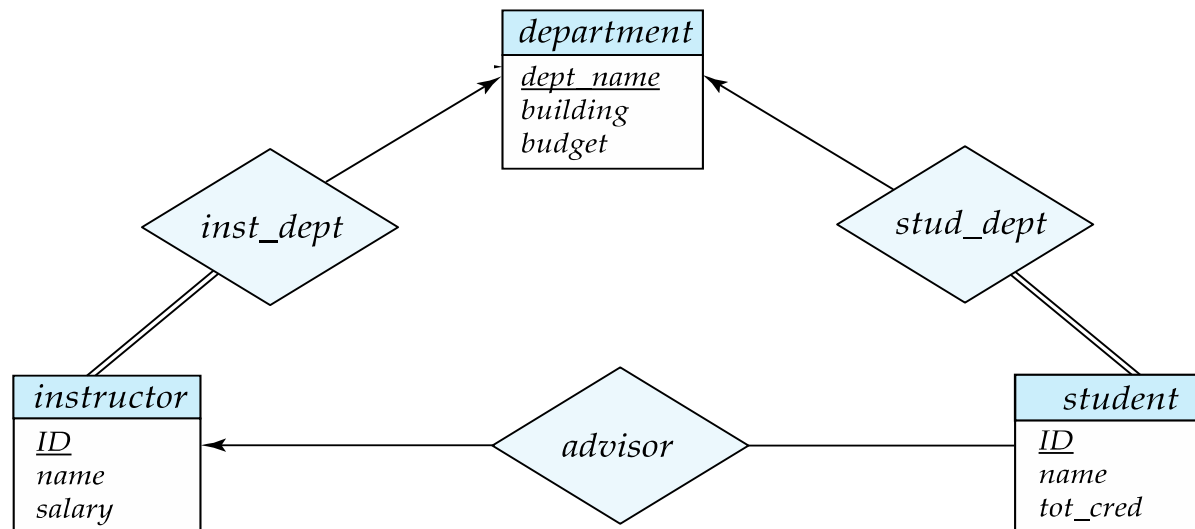 department
dept_name
building
budget
inst_dept
stud_dept
instructor
ID
name
salary
advisor
student
ID
name
tot_cred